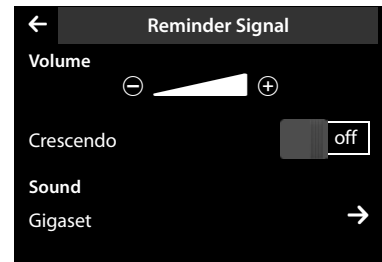 Reminder Signal
Volume
Crescendo off
Sound
Gigaset